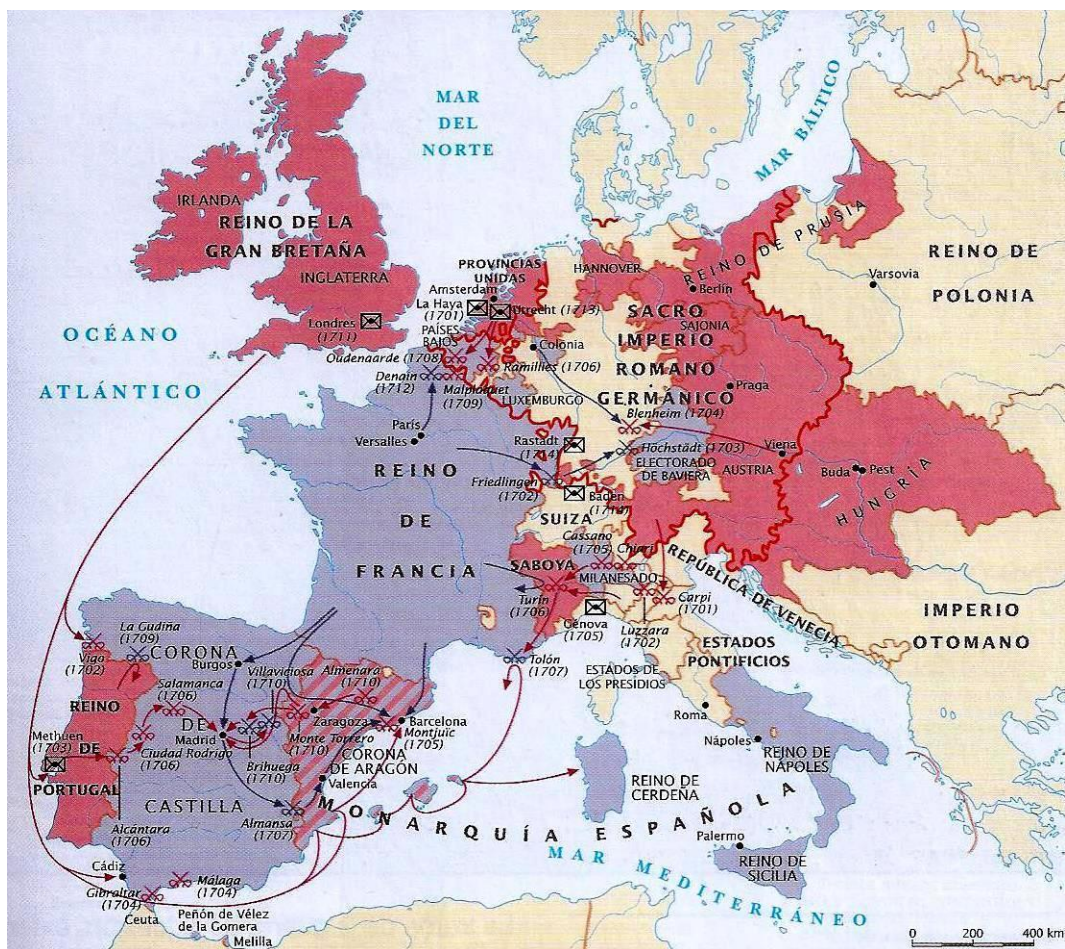 MAR
DEL
NORTE
MAR BÁLTICO
IRLANDA
REINO DE LA
GRAN BRETAÑA
INGLATERRA
Londres
(1711)
OCÉANO
ATLÁNTICO
PROVINCIAS
UNIDAS
Amsterdam
La Haya
(1701)
Utrecht (1713)
PAÍSES
BAJOS
Oudenaarde (1708)
Ramillies (1706)
Denain
(1712)
Malplaquet
(1709)
LUXEMBURGO
Colonia
HANNOVER
REINO DE PRUSIA
Berlín
SACRO
SAJONIA
IMPERIO
ROMANO
GERMÁNICO
Praga
Blenheim (1704)
REINO DE
POLONIA
Varsovia
París
Versalles
REINO
DE
FRANCIA
Rastadt
(1714)
Höchstädt (1703)
ELECTORADO
DE BAVIERA
Viena
AUSTRIA
Buda
Pest
HUNGRÍA
Friedlingen
(1702)
Baden
(1714)
SUIZA
Cassano
(1705)
Chiari
SABOYA
MILANESADO
Turín
(1706)
Carpi
(1701)
Génova
(1705)
Luzzara
(1702)
REPÚBLICA DE VENECIA
IMPERIO
OTOMANO
ESTADOS
PONTIFICIOS
Tolón
(1707)
ESTADOS DE
LOS PRESIDIOS
Roma
Nápoles
REINO DE
NÁPOLES
REINO DE
CERDEÑA
Palermo
REINO DE
SICÍLIA
La Gudiña
(1709)
CORONA
DE
CASTILLA
Vigo
(1702)
Burgos
Villaviciosa
(1710)
Almenara
(1710)
Salamanca
(1706)
REINO
DE
PORTUGAL
Methuen
(1703)
Madrid
Zaragoza
Barcelona
Montjuïc
(1705)
Monte Torrero
(1710)
Ciudad Rodrigo
(1706)
Brihuega
(1710)
CORONA
DE ARAGÓN
Valencia
Almansa
(1707)
Alcántara
(1706)
MONARQUÍA ESPAÑOLA
MAR MEDITERRÁNEO
Cádiz
Gibraltar
(1704)
Málaga
(1704)
Ceuta
Peñón de Vélez
de la Gomera
Melilla
0 200 400 km